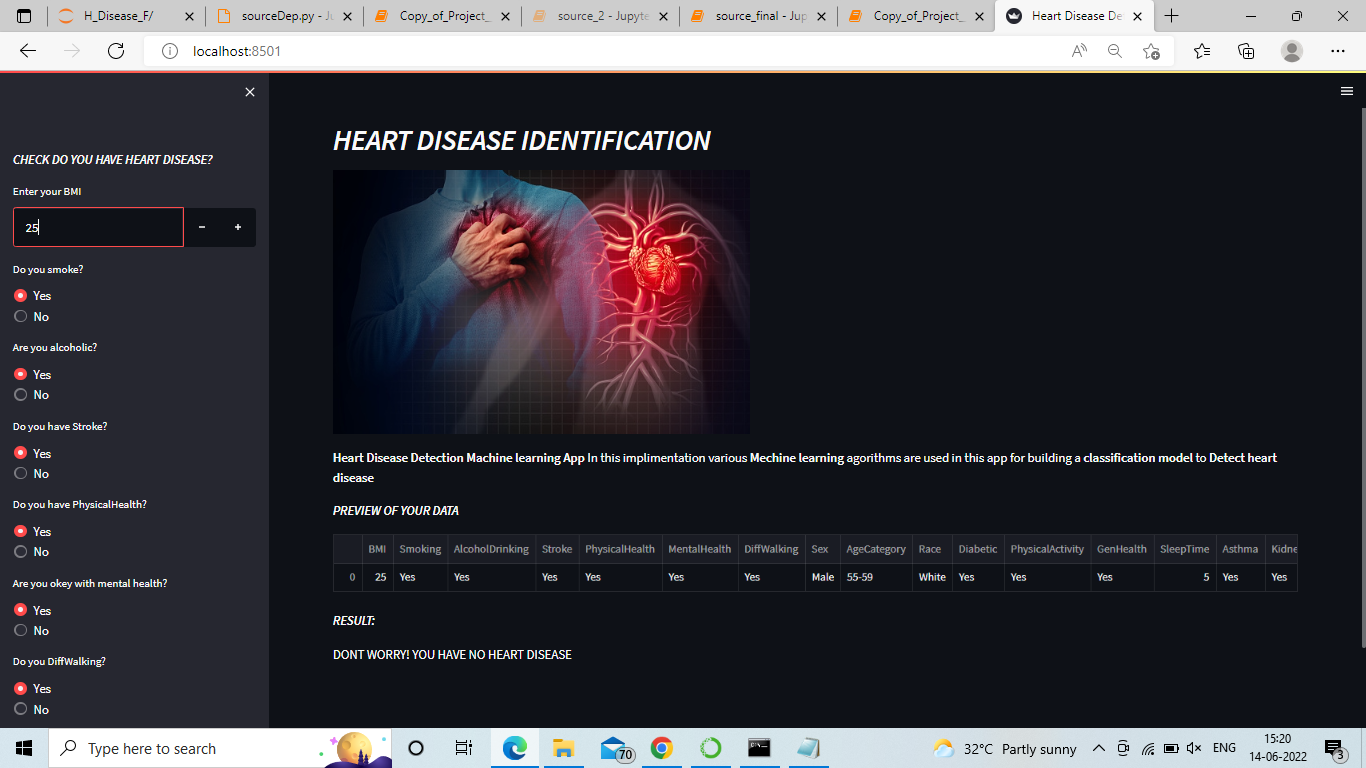 H_Disease_F/
sourceDep.py - Ju
Copy_of_Project_
source_2 - Jupyte
source_final - Jup
Copy_of_Project_
Heart Disease De
localhost:8501
CHECK DO YOU HAVE HEART DISEASE?
Enter your BMI
25
- +
Do you smoke?
Yes
No
Are you alcoholic?
Yes
No
Do you have Stroke?
Yes
No
Do you have PhysicalHealth?
Yes
No
Are you okey with mental health?
Yes
No
Do you DiffWalking?
Yes
No
HEART DISEASE IDENTIFICATION
Heart Disease Detection Machine learning App In this implimentation various Mechine learning agorithms are used in this app for building a classification model to Detect heart
disease
PREVIEW OF YOUR DATA
BMI Smoking AlcoholDrinking Stroke PhysicalHealth MentalHealth DiffWalking Sex AgeCategory Race Diabetic PhysicalActivity GenHealth SleepTime Asthma Kidne
0 25 Yes Yes Yes Yes Yes Yes Male 55-59 White Yes Yes Yes 5 Yes Yes
RESULT:
DONT WORRY! YOU HAVE NO HEART DISEASE
Type here to search
70
32°C Partly sunny
ENG
15:20
14-06-2022
3